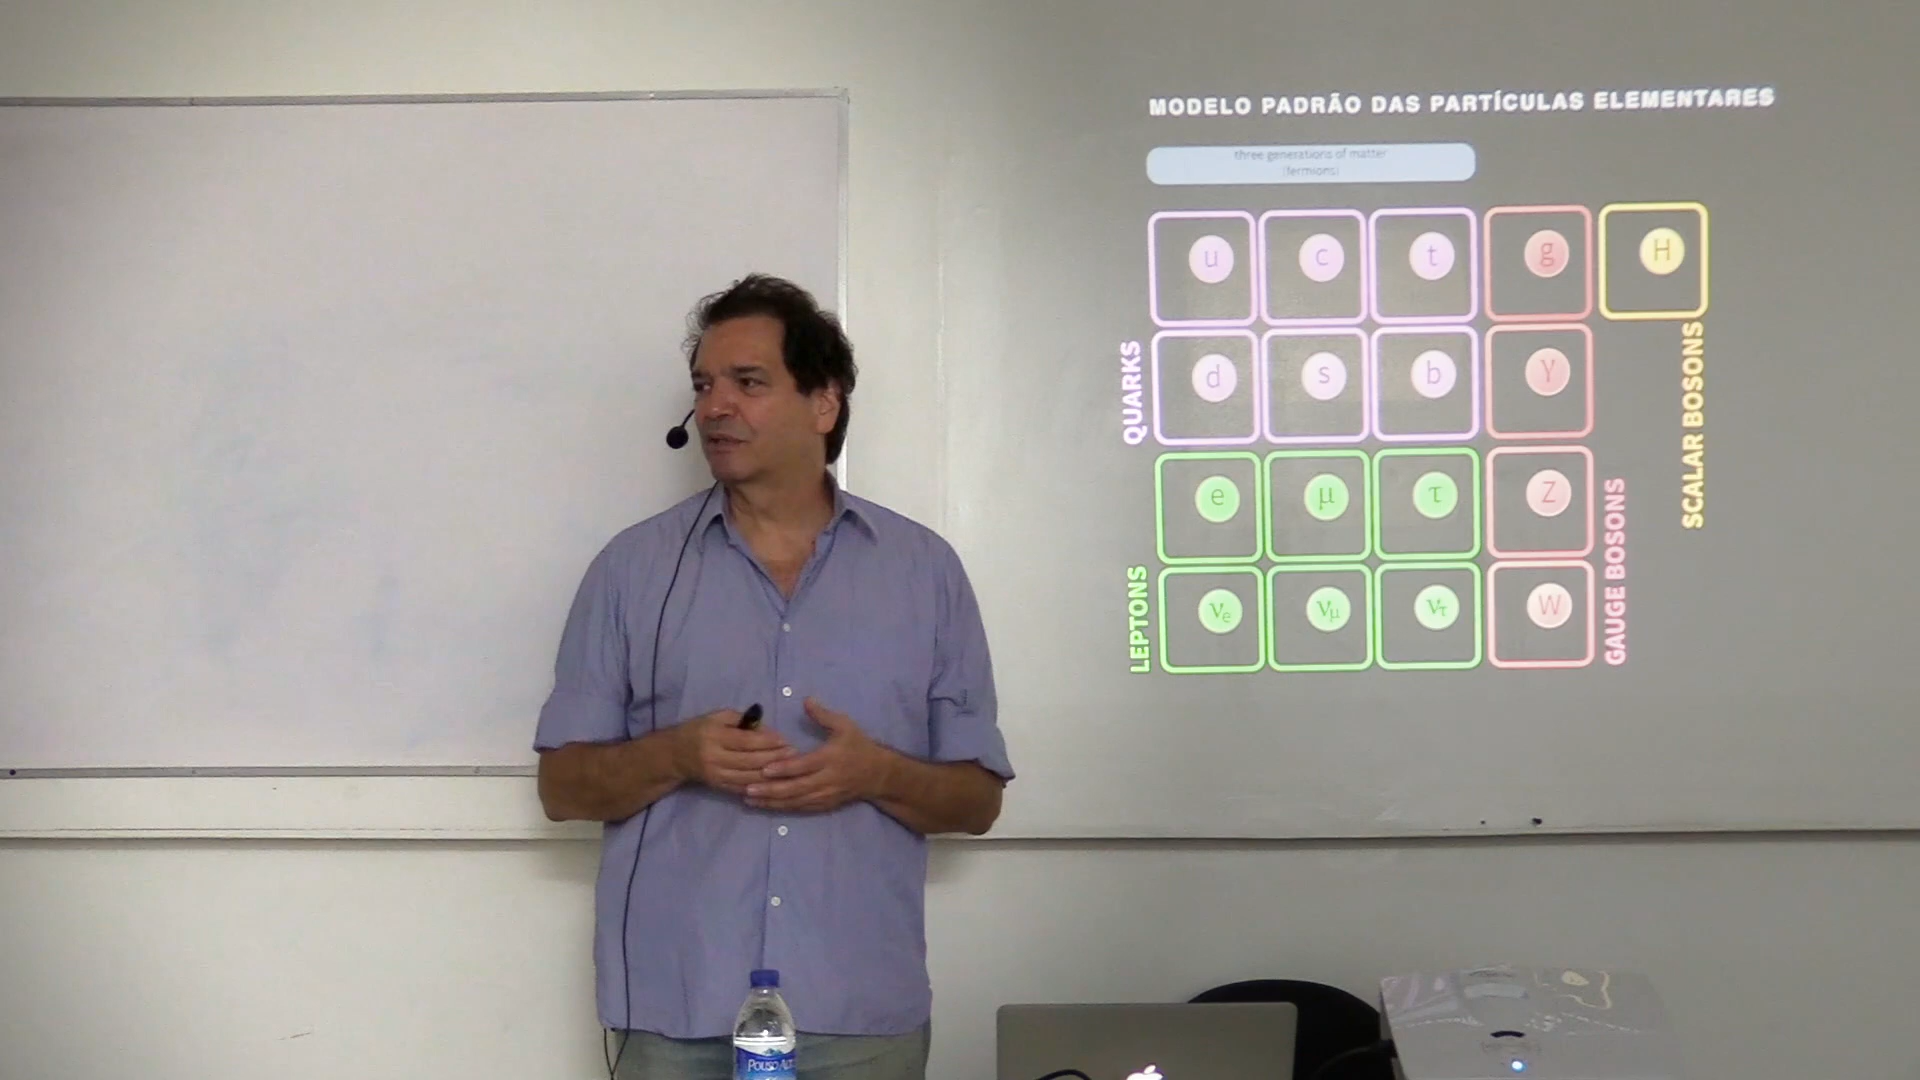 MODELO PADRÃO DAS PARTÍCULAS ELEMENTARES
three generations of matter
(fermions)
u c t g H
d s b γ
e μ τ Z
νe νμ ντ W
QUARKS
LEPTONS
GAUGE BOSONS
SCALAR BOSONS